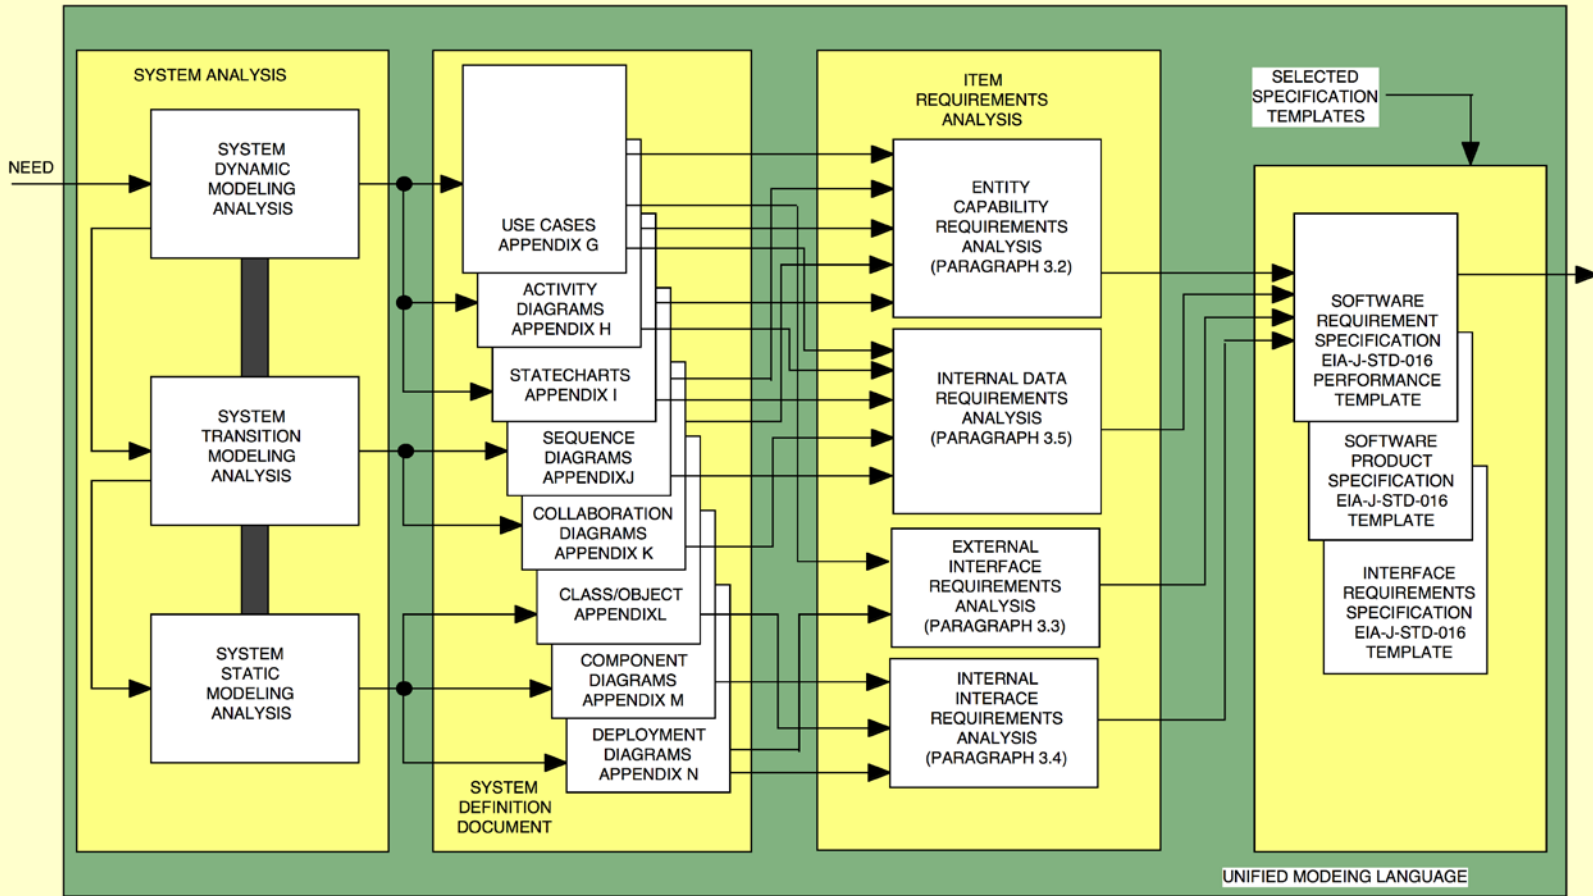 NEED
SYSTEM ANALYSIS
SYSTEM
DYNAMIC
MODELING
ANALYSIS
SYSTEM
TRANSITION
MODELING
ANALYSIS
SYSTEM
STATIC
MODELING
ANALYSIS
USE CASES
APPENDIX G
ACTIVITY
DIAGRAMS
APPENDIX H
STATECHARTS
APPENDIX I
SEQUENCE
DIAGRAMS
APPENDIXJ
COLLABORATION
DIAGRAMS
APPENDIX K
CLASS/OBJECT
APPENDIXL
COMPONENT
DIAGRAMS
APPENDIX M
DEPLOYMENT
DIAGRAMS
APPENDIX N
SYSTEM
DEFINITION
DOCUMENT
ITEM
REQUIREMENTS
ANALYSIS
ENTITY
CAPABILITY
REQUIREMENTS
ANALYSIS
(PARAGRAPH 3.2)
INTERNAL DATA
REQUIREMENTS
ANALYSIS
(PARAGRAPH 3.5)
EXTERNAL
INTERFACE
REQUIREMENTS
ANALYSIS
(PARAGRAPH 3.3)
INTERNAL
INTERACE
REQUIREMENTS
ANALYSIS
(PARAGRAPH 3.4)
SELECTED
SPECIFICATION
TEMPLATES
SOFTWARE
REQUIREMENT
SPECIFICATION
EIA-J-STD-016
PERFORMANCE
TEMPLATE
SOFTWARE
PRODUCT
SPECIFICATION
EIA-J-STD-016
TEMPLATE
INTERFACE
REQUIREMENTS
SPECIFICATION
EIA-J-STD-016
TEMPLATE
UNIFIED MODEING LANGUAGE